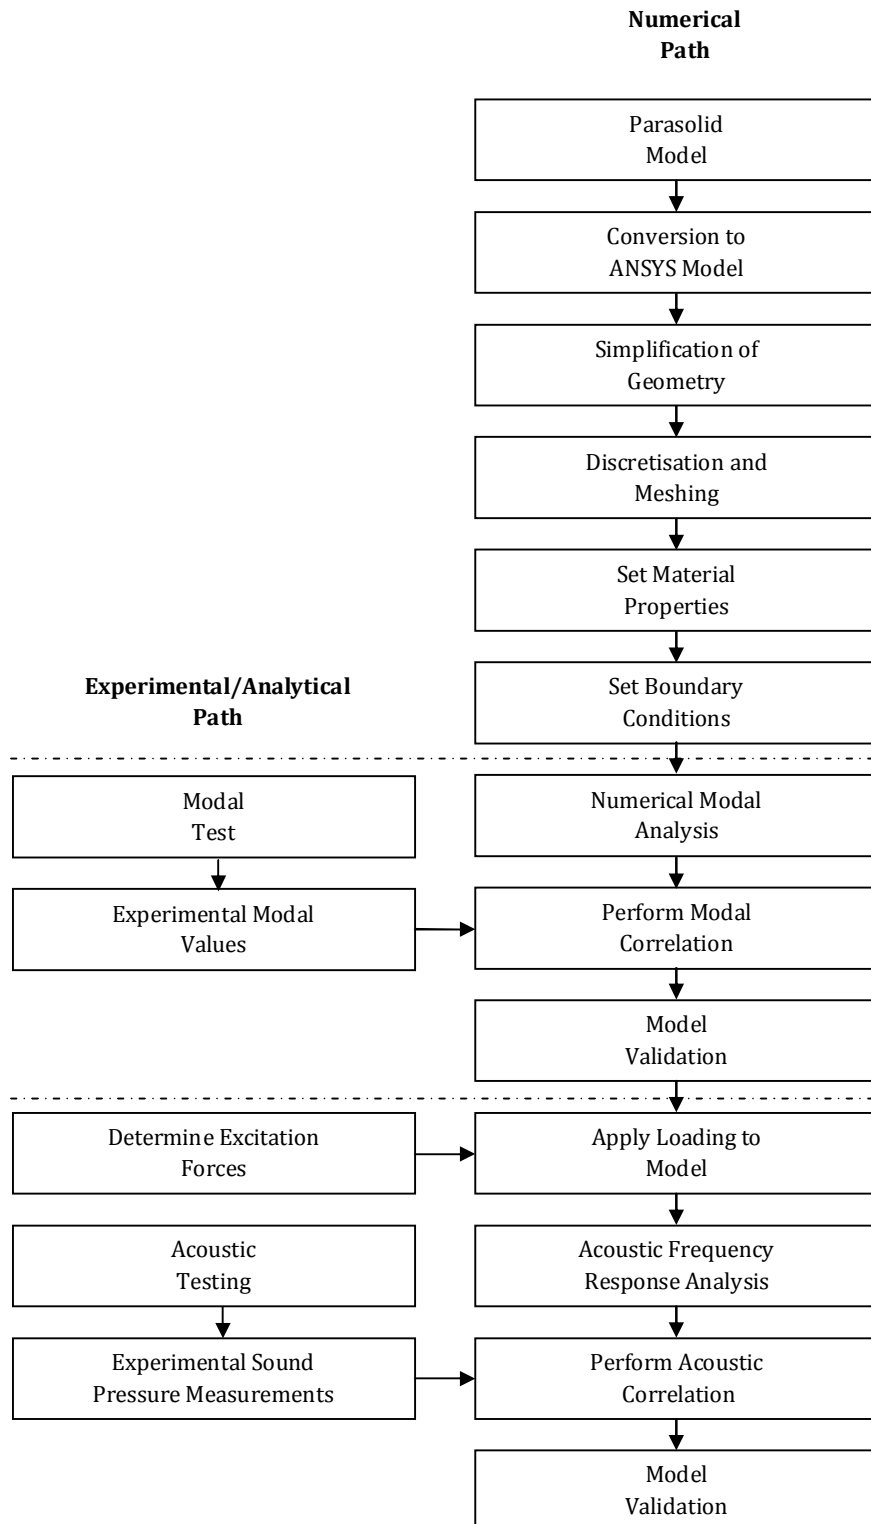 Numerical
Path
Parasolid
Model
Conversion to
ANSYS Model
Simplification of
Geometry
Discretisation and
Meshing
Set Material
Properties
Experimental/Analytical
Path
Set Boundary
Conditions
Modal
Test
Numerical Modal
Analysis
Experimental Modal
Values
Perform Modal
Correlation
Model
Validation
Determine Excitation
Forces
Apply Loading to
Model
Acoustic
Testing
Acoustic Frequency
Response Analysis
Experimental Sound
Pressure Measurements
Perform Acoustic
Correlation
Model
Validation